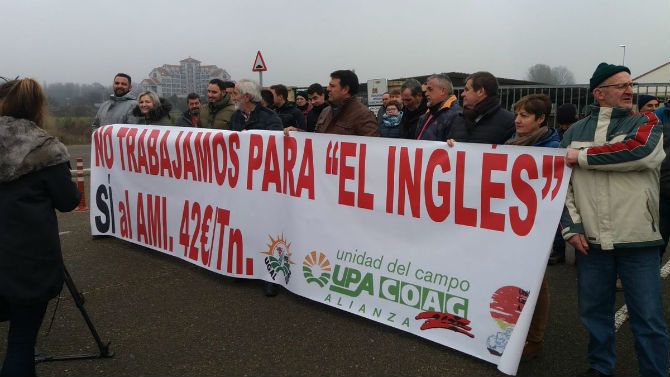 NO TRABAJAMOS PARA "EL INGLÉS"
SÍ al AMI. 42€/Tn.
unidad del campo
UPA COAG
ALIANZA